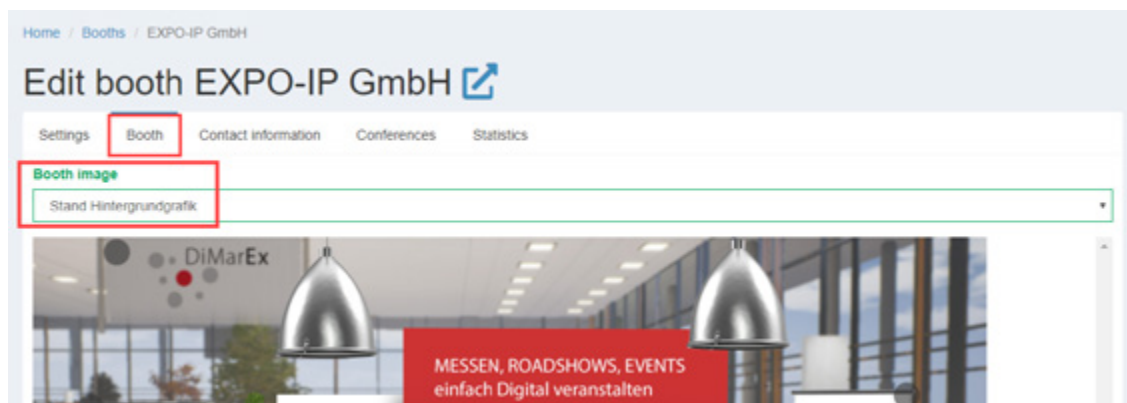 Home / Booths / EXPO-IP GmbH
Edit booth EXPO-IP GmbH
Settings Booth Contact information Conferences Statistics
Booth image
Stand Hintergrundgrafik
DiMarEx
MESSEN, ROADSHOWS, EVENTS
einfach Digital veranstalten